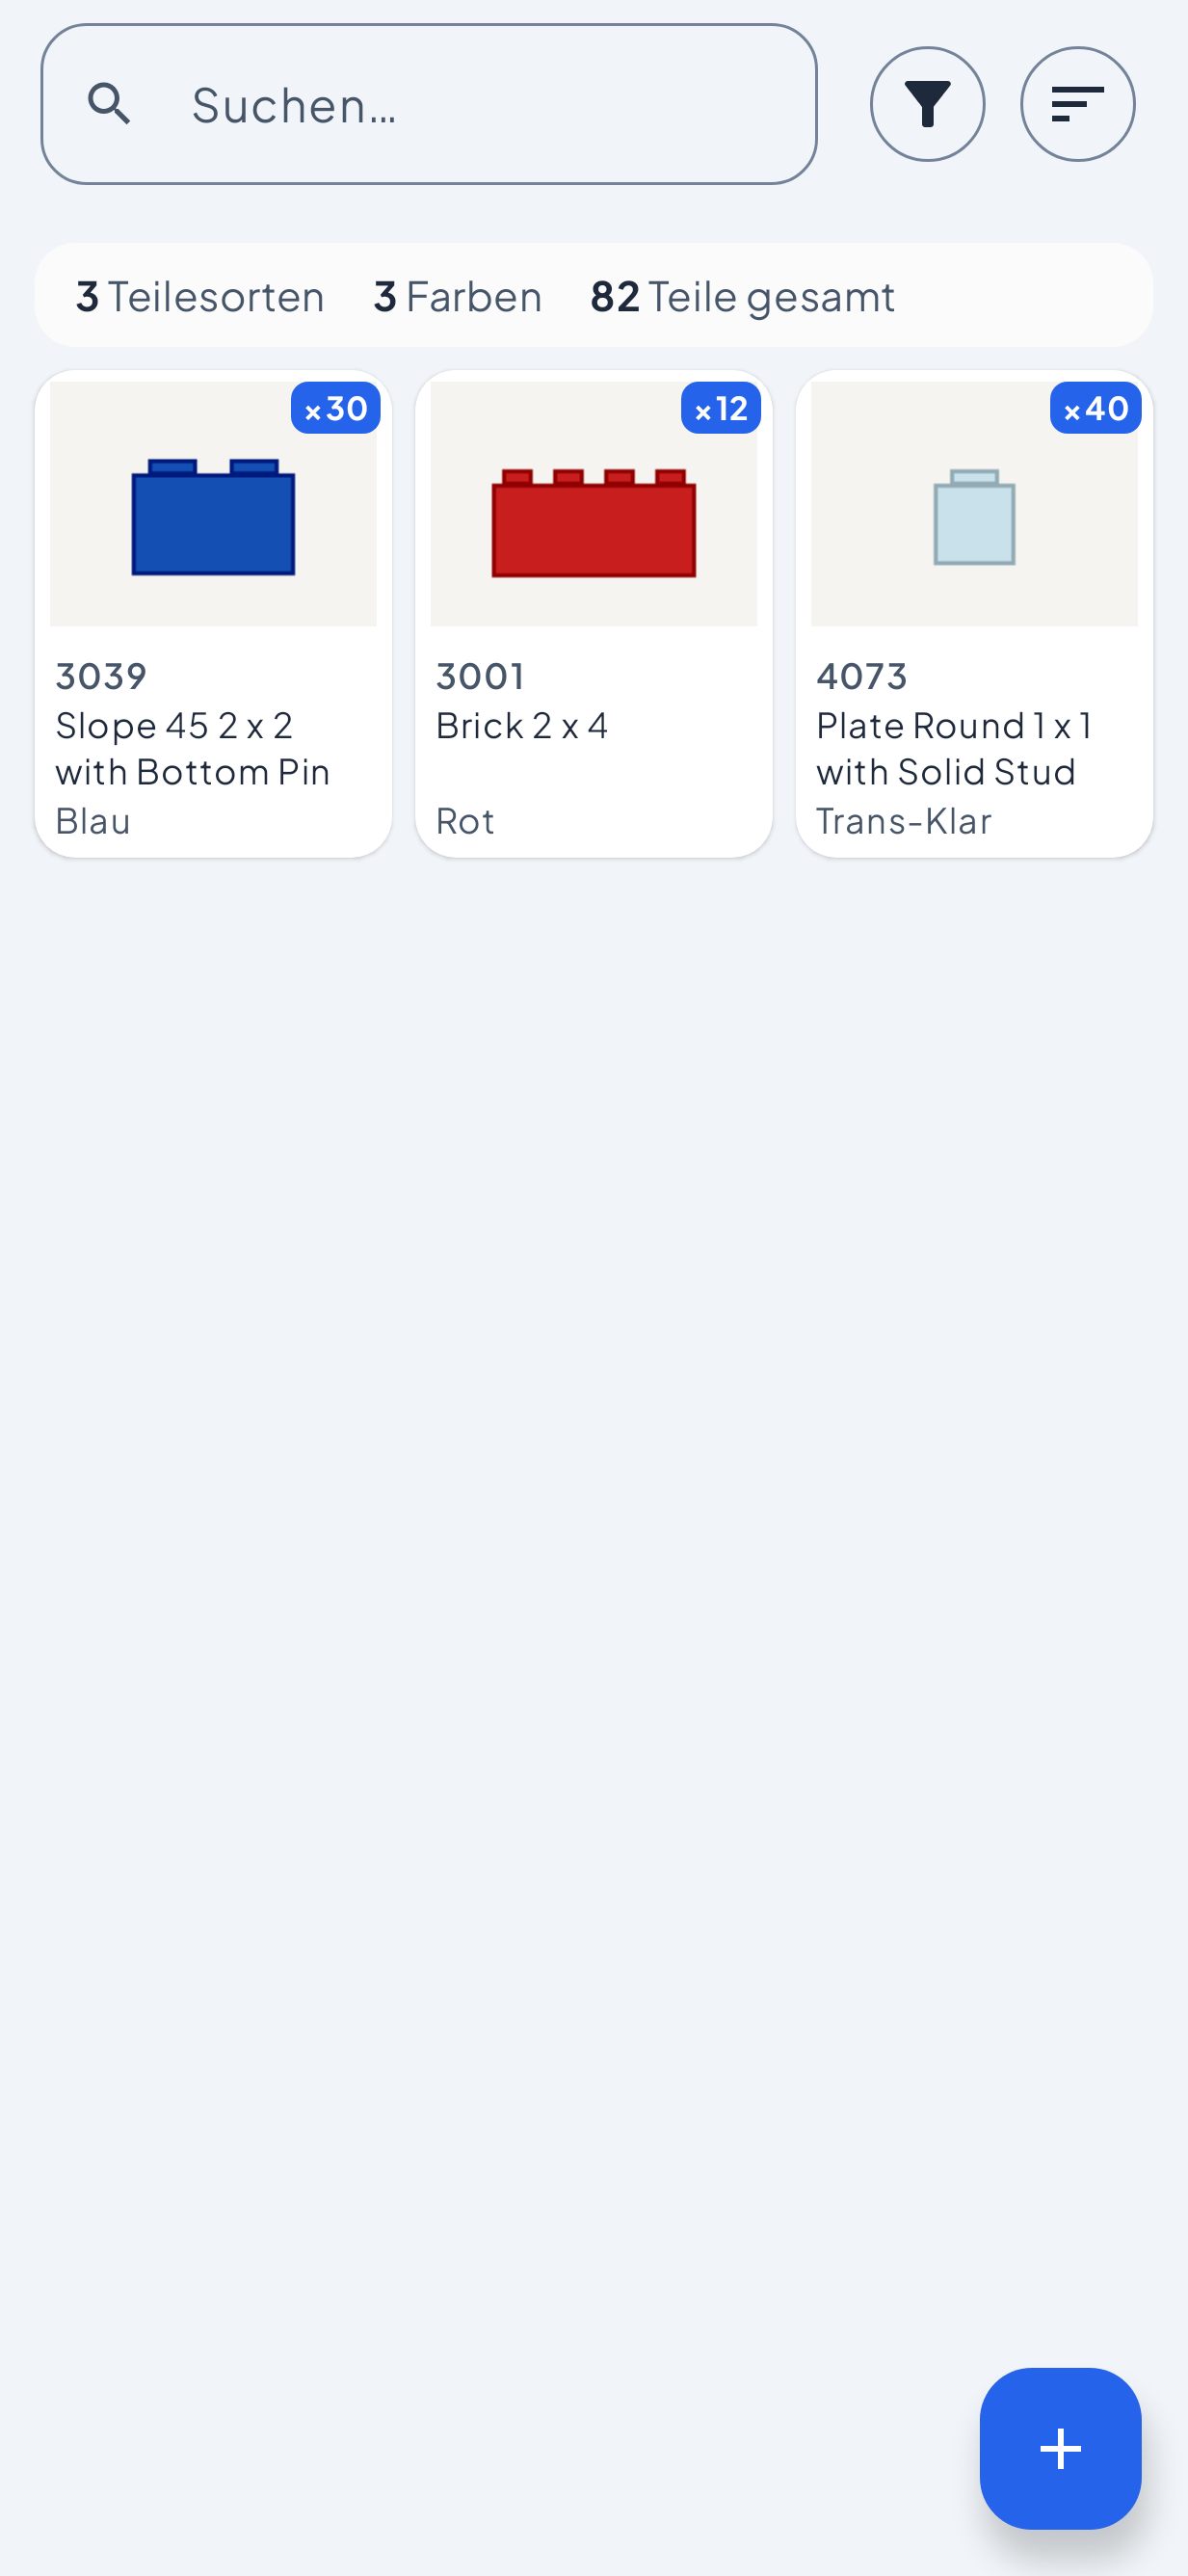 Suchen…
3 Teilesorten 3 Farben 82 Teile gesamt
×30
3039
Slope 45 2 x 2
with Bottom Pin
Blau
×12
3001
Brick 2 x 4
Rot
×40
4073
Plate Round 1 x 1
with Solid Stud
Trans-Klar
+